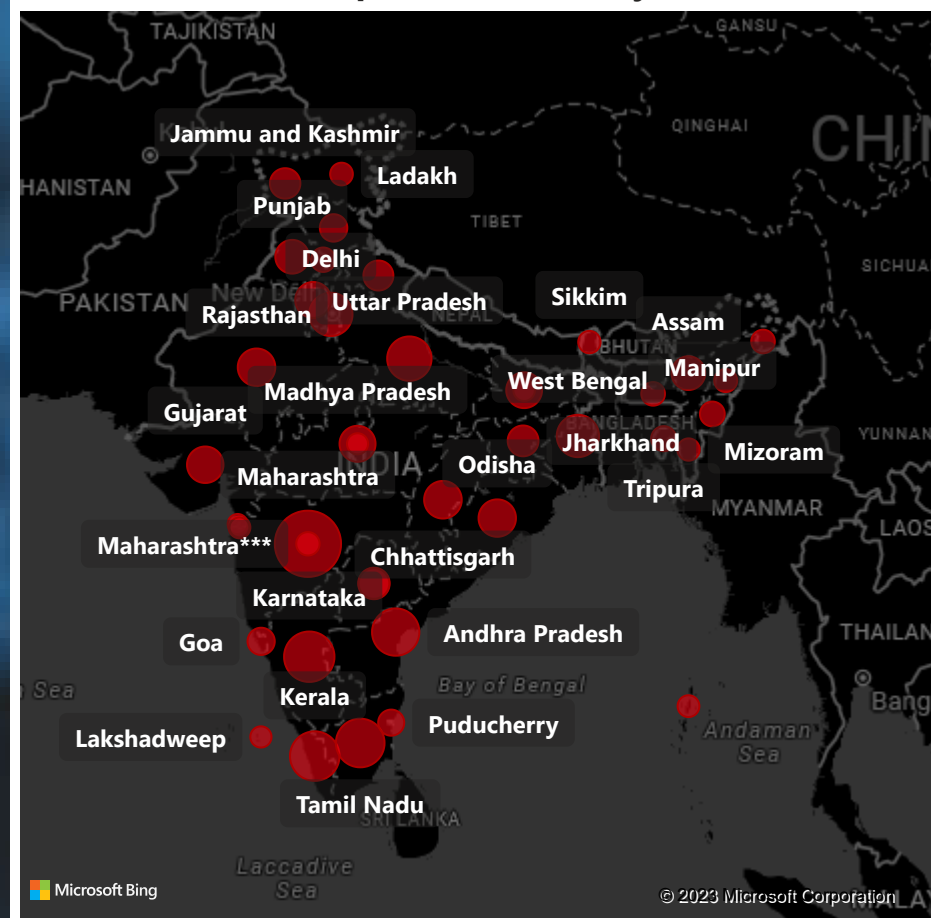 TAJIKISTAN
GANSU
Jammu and Kashmir
QINGHAI
CHIN
Ladakh
HANISTAN
Punjab
TIBET
Delhi
SICHUA
PAKISTAN
New Delhi
Uttar Pradesh
Sikkim
Rajasthan
NEPAL
Assam
BHUTAN
Manipur
West Bengal
Madhya Pradesh
Gujarat
BANGLADESH
Jharkhand
YUNNAN
Mizoram
INDIA
Odisha
Maharashtra
Tripura
MYANMAR
LAOS
Maharashtra***
Chhattisgarh
Karnataka
Goa
Andhra Pradesh
THAILAN
Kerala
Bay of Bengal
Sea
Bang
Lakshadweep
Puducherry
Andaman
Sea
Tamil Nadu
SRI LANKA
Laccadive
Sea
Microsoft Bing
© 2023 Microsoft Corporation
MALA